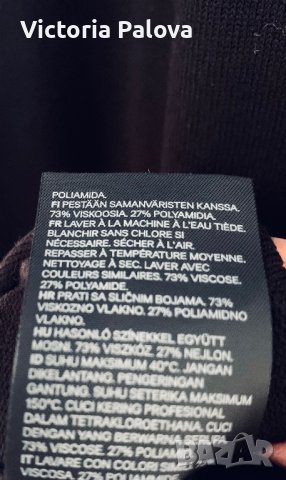 Victoria Palova
POLIAMiDA.
FI PESTÄÄN SAMANVÄRISTEN KANSSA.
73% VISKOOSIA, 27% POLYAMIDIA.
FR LAVER À LA MACHINE À L'EAU TIÈDE.
BLANCHIR SANS CHLORE SI
NÉCESSAIRE. SÉCHER À L'AIR.
REPASSER À TEMPÉRATURE MOYENNE.
NETTOYAGE À SEC. LAVER AVEC
COULEURS SIMILAIRES. 73% VISCOSE,
27% POLYAMIDE.
HR PRATI SA SLIČNIM BOJAMA. 73%
VISKOZNO VLAKNO. 27% POLIAMIDNO
VLAKNO.
HU HASONLÓ SZÍNEKKEL EGYÜTT
MOSNI. 73% VISZKÓZ. 27% NEJLON.
ID SUHU MAKSIMUM 40°C. JANGAN
DIKELANTANG. PENGERINGAN
GANTUNG. SUHU SETERIKA MAKSIMUM
150°C. CUCI KERING PROFESIONAL
DALAM TETRAKLOROETHANA. CUCI
DENGAN YANG BERWARNA SERUPA.
73% VISCOSE. 27%
IT LAVARE CON COLORI SIMILI
VISCOSA. 27%
BAZAR